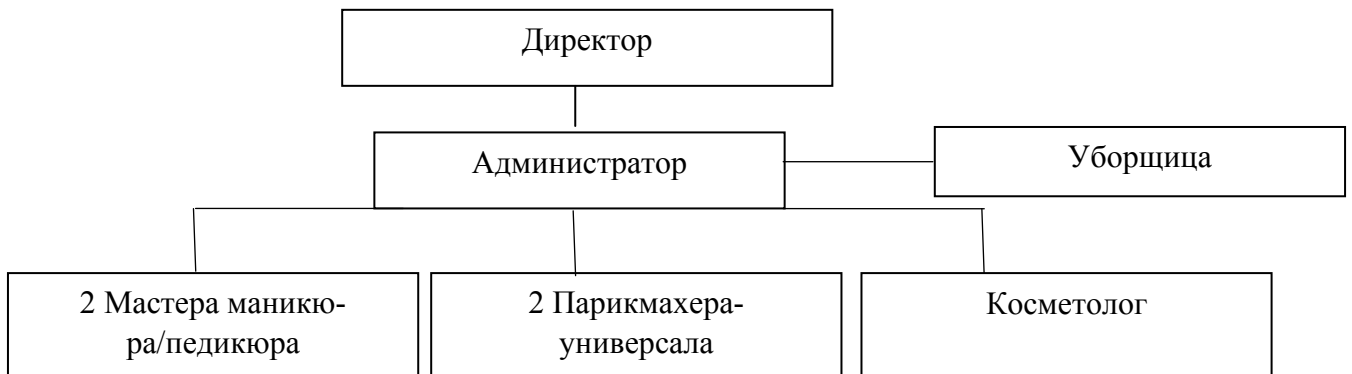 Директор
Администратор
Уборщица
2 Мастера маникю-
ра/педикюра
2 Парикмахера-
универсала
Косметолог